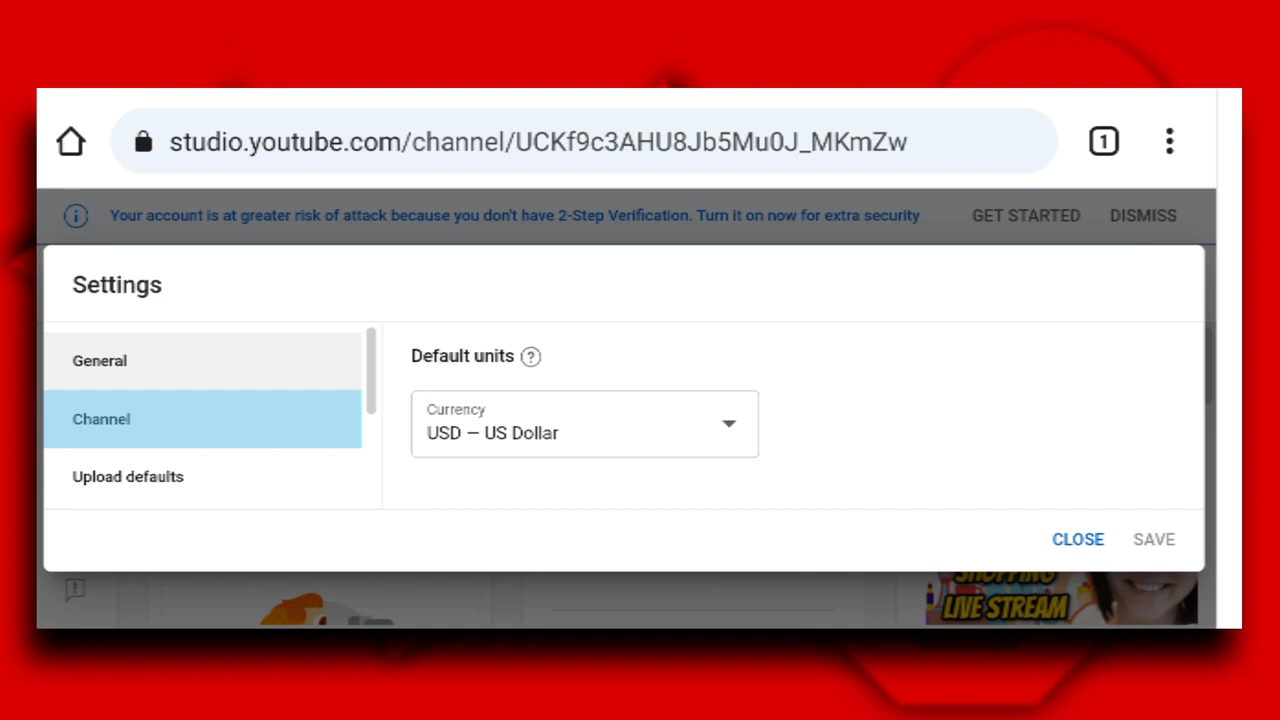 studio.youtube.com/channel/UCKf9c3AHU8Jb5Mu0J_MKmZw
1
Your account is at greater risk of attack because you don't have 2-Step Verification. Turn it on now for extra security GET STARTED DISMISS
Settings
General
Channel
Upload defaults
Default units ?
Currency
USD – US Dollar
CLOSE SAVE
SHOPPING
LIVE STREAM